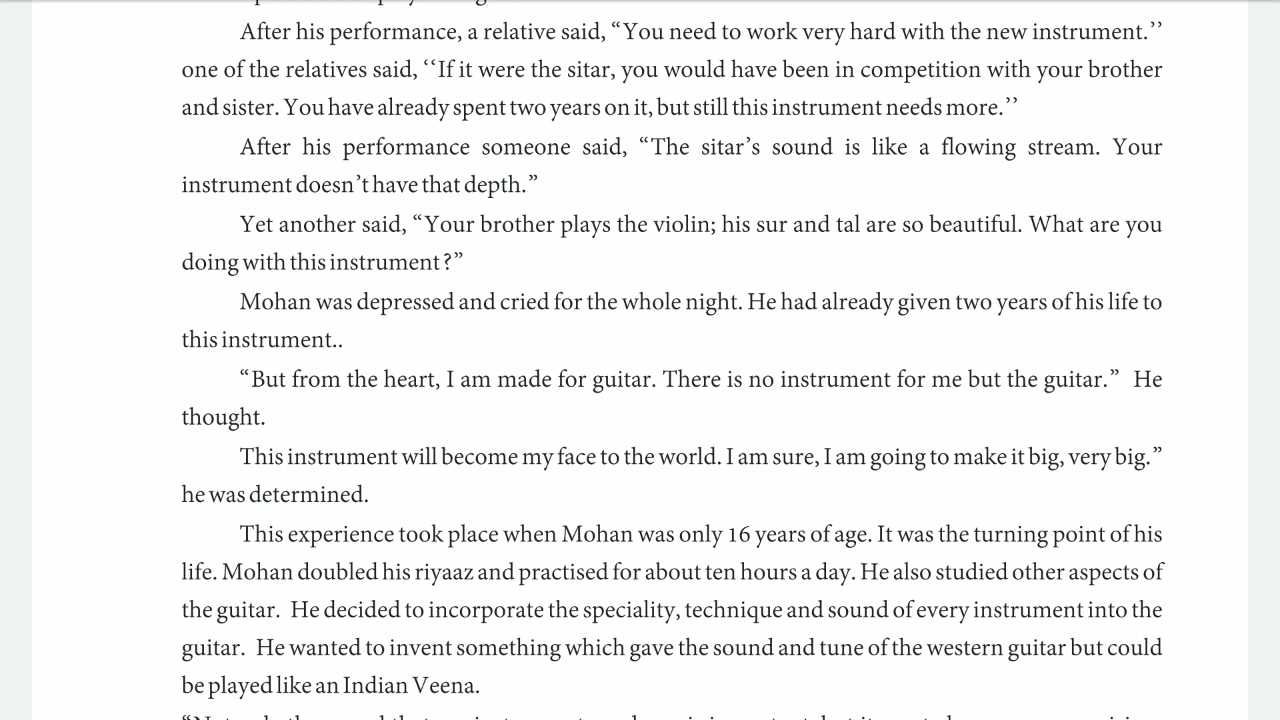 After his performance, a relative said, “You need to work very hard with the new instrument.’’
one of the relatives said, ‘‘If it were the sitar, you would have been in competition with your brother
and sister. You have already spent two years on it, but still this instrument needs more.’’
After his performance someone said, “The sitar’s sound is like a flowing stream. Your
instrument doesn’t have that depth.”
Yet another said, “Your brother plays the violin; his sur and tal are so beautiful. What are you
doing with this instrument?”
Mohan was depressed and cried for the whole night. He had already given two years of his life to
this instrument..
“But from the heart, I am made for guitar. There is no instrument for me but the guitar.” He
thought.
This instrument will become my face to the world. I am sure, I am going to make it big, very big.”
he was determined.
This experience took place when Mohan was only 16 years of age. It was the turning point of his
life. Mohan doubled his riyaaz and practised for about ten hours a day. He also studied other aspects of
the guitar. He decided to incorporate the speciality, technique and sound of every instrument into the
guitar. He wanted to invent something which gave the sound and tune of the western guitar but could
be played like an Indian Veena.